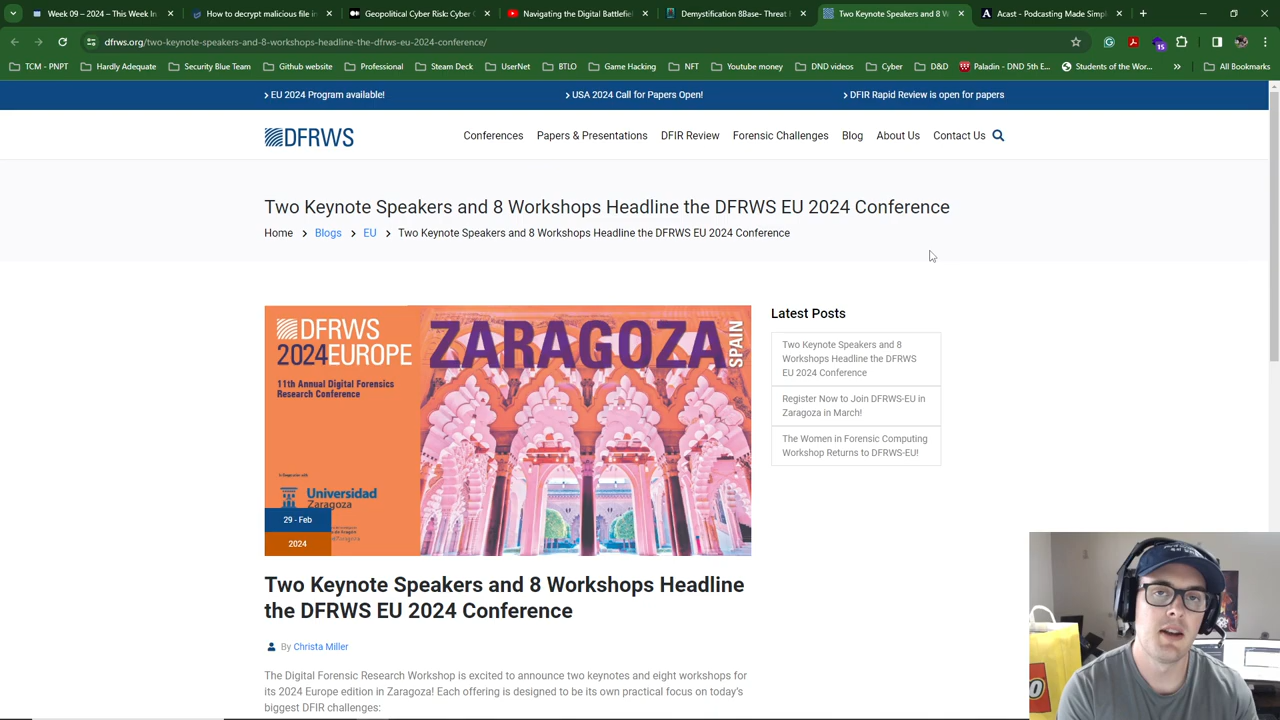 Week 09 – 2024 – This Week In
How to decrypt malicious file in
Geopolitical Cyber Risk: Cyber C
Navigating the Digital Battlefiel
Demystification 8Base- Threat
Two Keynote Speakers and 8 W
Acast - Podcasting Made Simpl
dfrws.org/two-keynote-speakers-and-8-workshops-headline-the-dfrws-eu-2024-conference/
TCM - PNPT
Hardly Adequate
Security Blue Team
Github website
Professional
Steam Deck
UserNet
BTLO
Game Hacking
NFT
Youtube money
DND videos
Cyber
D&D
Paladin - DND 5th E...
Students of the Wor...
All Bookmarks
EU 2024 Program available!
USA 2024 Call for Papers Open!
DFIR Rapid Review is open for papers
DFRWS
Conferences
Papers & Presentations
DFIR Review
Forensic Challenges
Blog
About Us
Contact Us
Two Keynote Speakers and 8 Workshops Headline the DFRWS EU 2024 Conference
Home > Blogs > EU > Two Keynote Speakers and 8 Workshops Headline the DFRWS EU 2024 Conference
DFRWS
2024EUROPE
11th Annual Digital Forensics
Research Conference
ZARAGOZA
SPAIN
Universidad
Zaragoza
29 - Feb
2024
Latest Posts
Two Keynote Speakers and 8
Workshops Headline the DFRWS
EU 2024 Conference
Register Now to Join DFRWS-EU in
Zaragoza in March!
The Women in Forensic Computing
Workshop Returns to DFRWS-EU!
Two Keynote Speakers and 8 Workshops Headline
the DFRWS EU 2024 Conference
By Christa Miller
The Digital Forensic Research Workshop is excited to announce two keynotes and eight workshops for
its 2024 Europe edition in Zaragoza! Each offering is designed to be its own practical focus on today's
biggest DFIR challenges: